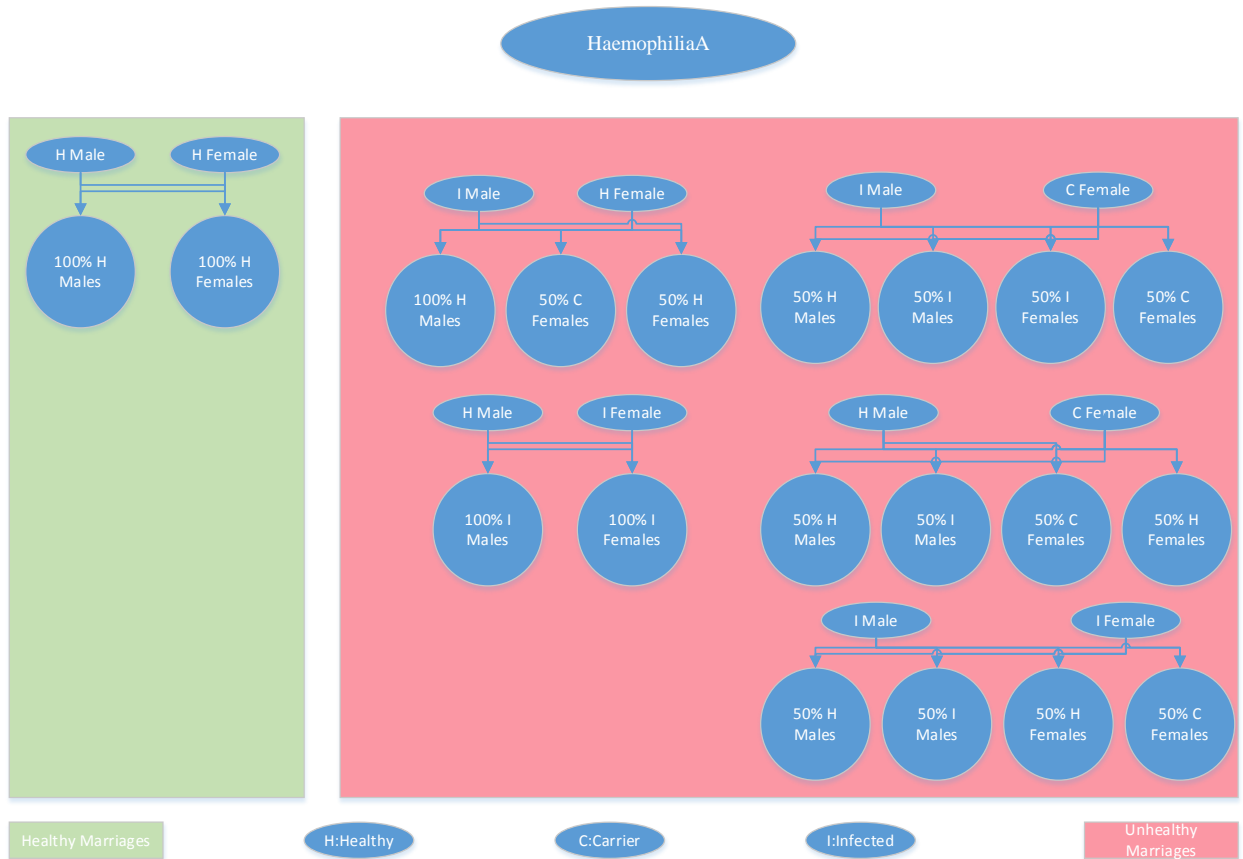 HaemophiliaA
H Male
H Female
100% H
Males
100% H
Females
I Male
H Female
100% H
Males
50% C
Females
50% H
Females
I Male
C Female
50% H
Males
50% I
Males
50% I
Females
50% C
Females
H Male
I Female
100% I
Males
100% I
Females
H Male
C Female
50% H
Males
50% I
Males
50% C
Females
50% H
Females
I Male
I Female
50% H
Males
50% I
Males
50% H
Females
50% C
Females
Healthy Marriages
H:Healthy
C:Carrier
I:Infected
Unhealthy
Marriages